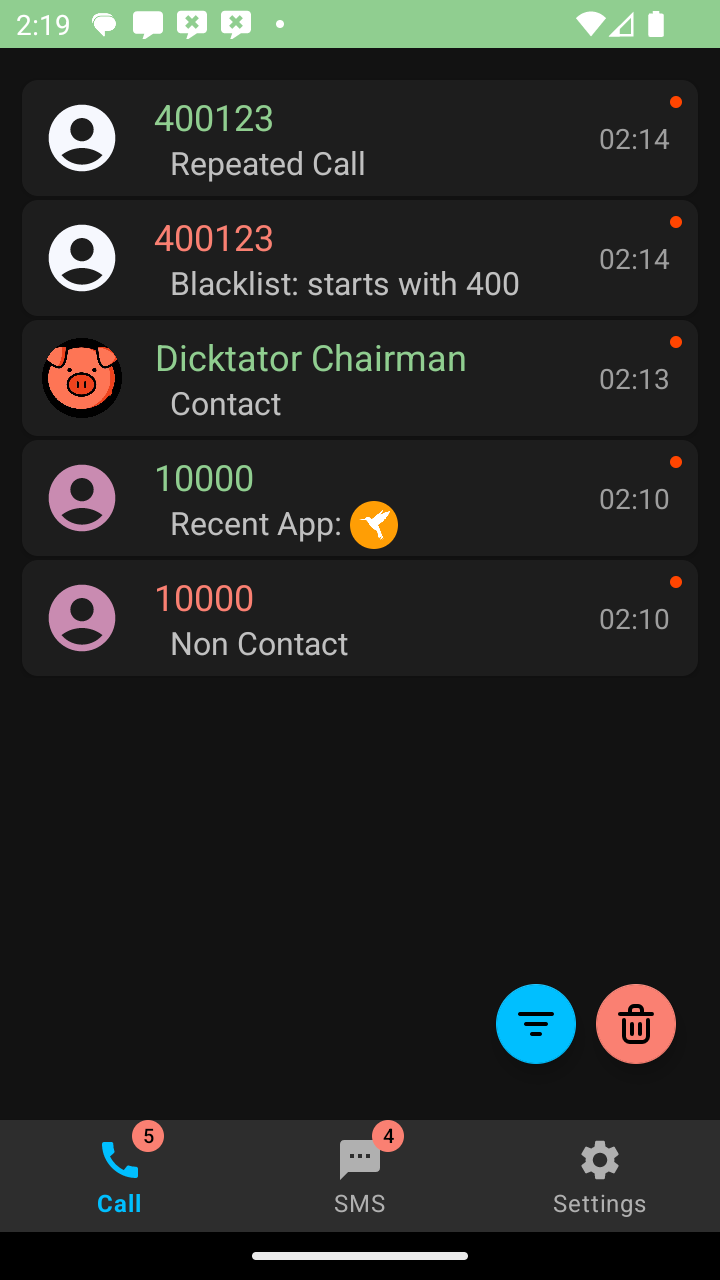 2:19
400123
Repeated Call
02:14
400123
Blacklist: starts with 400
02:14
Dicktator Chairman
Contact
02:13
10000
Recent App:
02:10
10000
Non Contact
02:10
5
Call
4
SMS
Settings